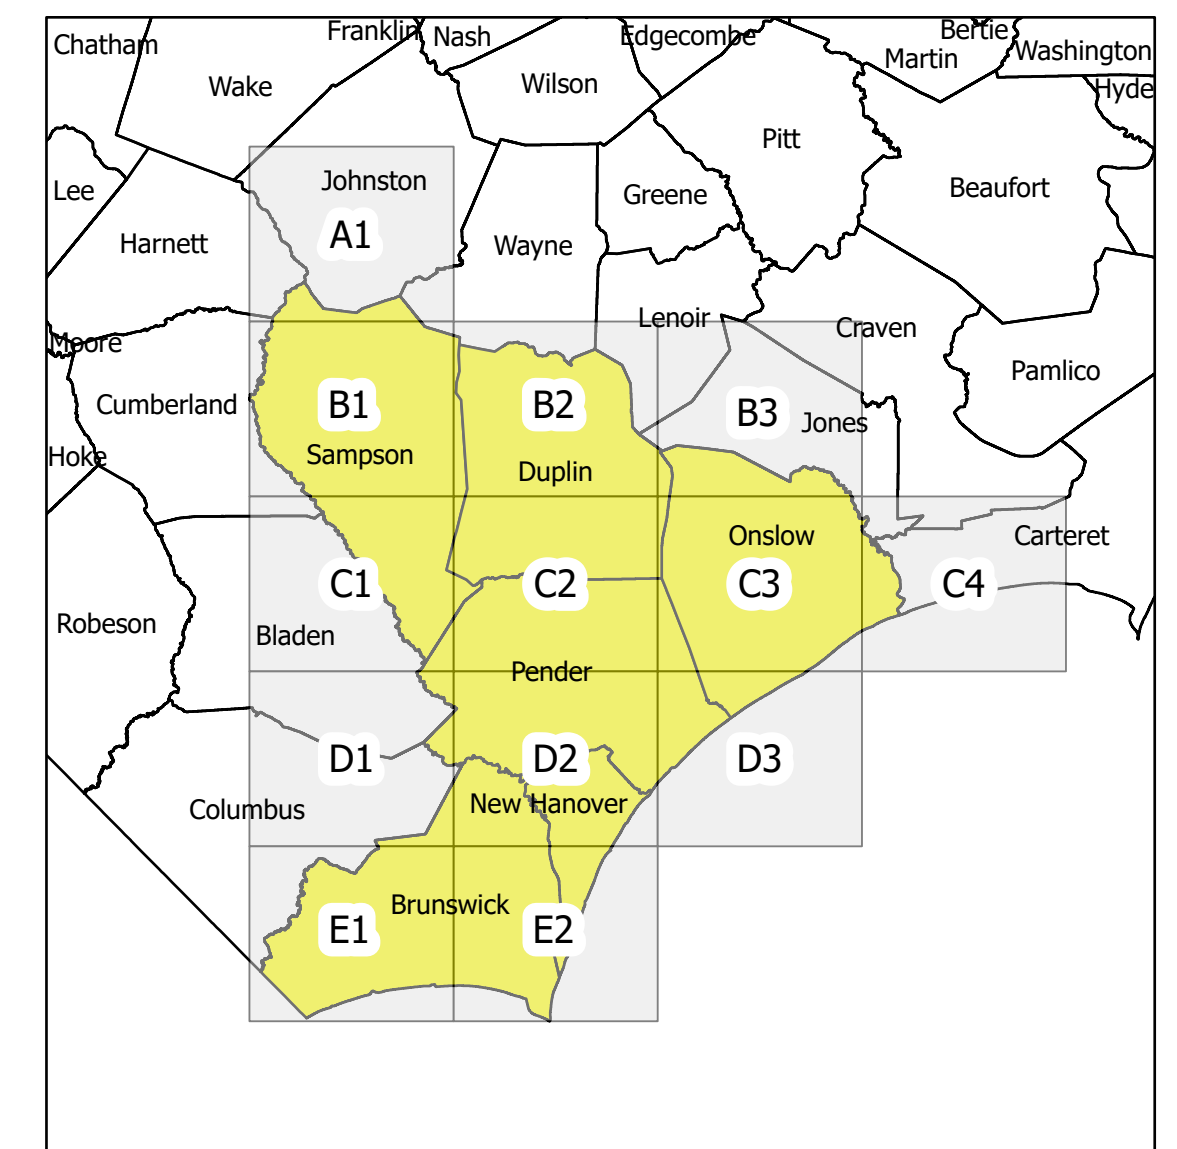 Franklin
Nash
Edgecombe
Bertie
Chatham
Martin
Washington
Wake
Wilson
Hyde
Pitt
Johnston
Lee
Greene
Beaufort
A1
Harnett
Wayne
Lenoir
Craven
Moore
Pamlico
Cumberland
B1
B2
B3
Jones
Hoke
Sampson
Duplin
Onslow
Carteret
C1
C2
C3
C4
Robeson
Bladen
Pender
D1
D2
D3
Columbus
New Hanover
Brunswick
E1
E2